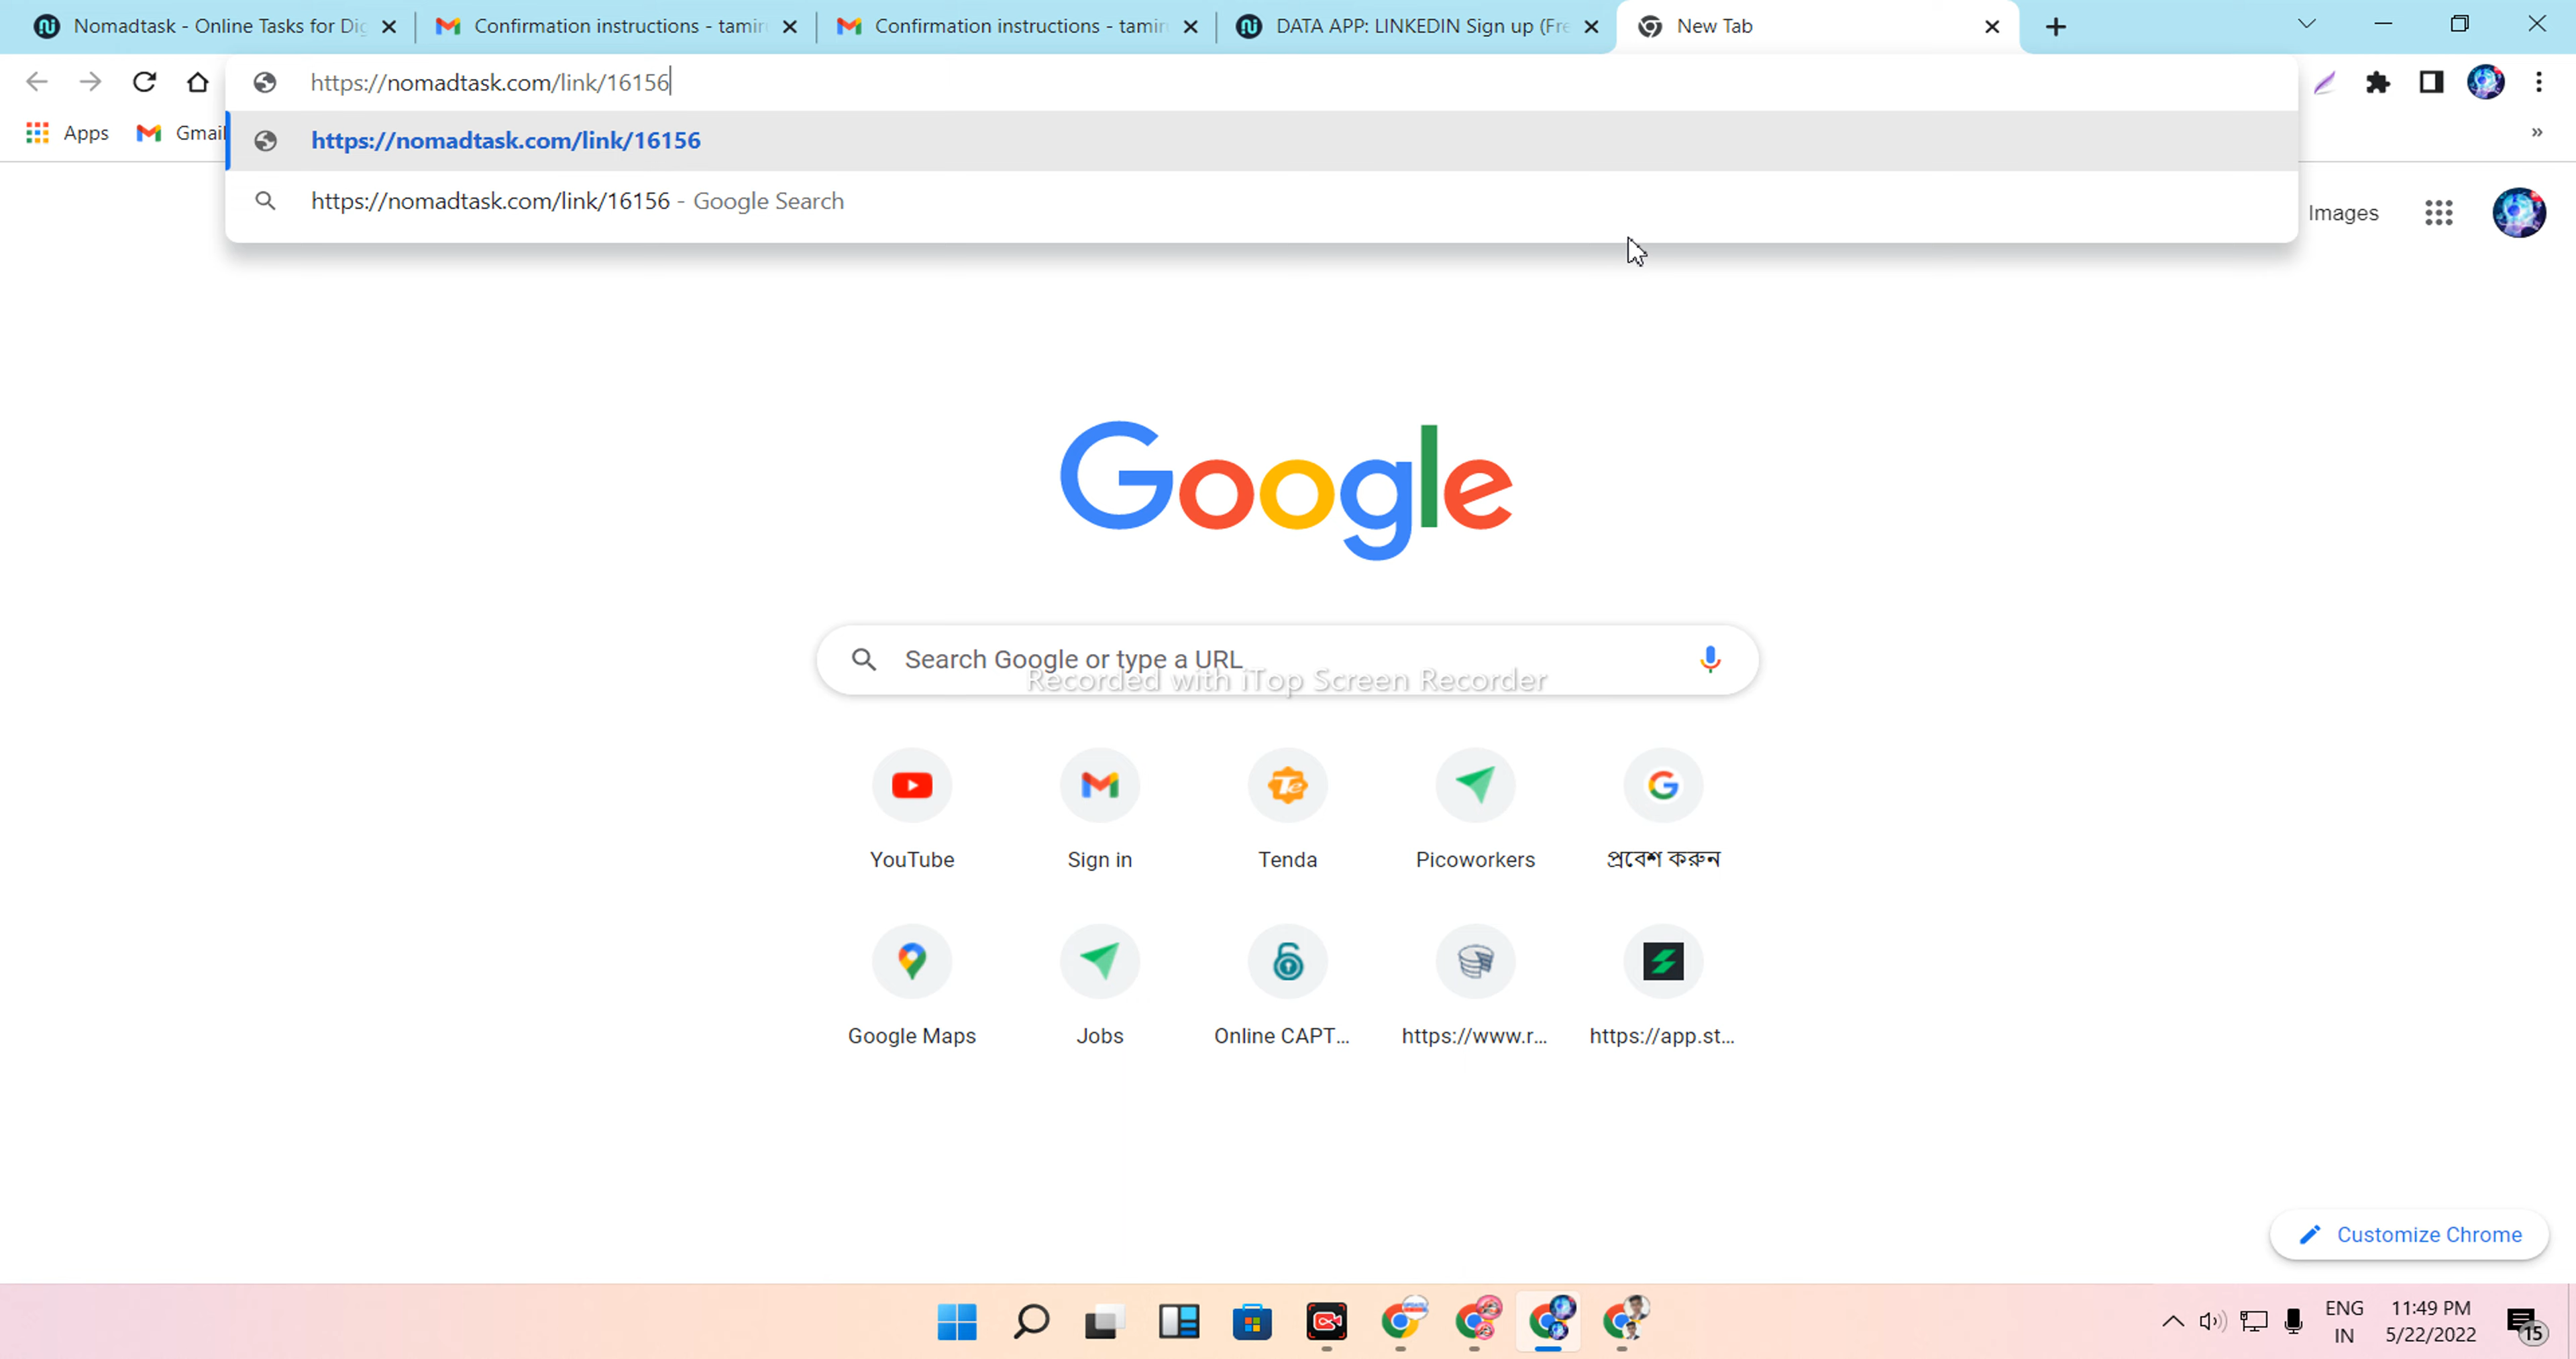 Nomadtask - Online Tasks for Dig
Confirmation instructions - tamir
Confirmation instructions - tamir
DATA APP: LINKEDIN Sign up (Fre
New Tab
https://nomadtask.com/link/16156
Apps
Gmail
https://nomadtask.com/link/16156
https://nomadtask.com/link/16156 - Google Search
Images
Google
Search Google or type a URL
Recorded with iTop Screen Recorder
YouTube
Sign in
Tenda
Picoworkers
প্রবেশ করুন
Google Maps
Jobs
Online CAPT...
https://www.r...
https://app.st...
Customize Chrome
ENG
IN
11:49 PM
5/22/2022
15